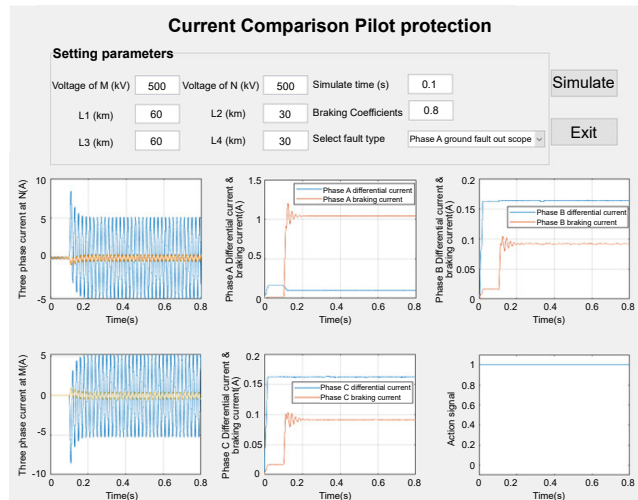 Current Comparison Pilot protection
Setting parameters
Voltage of M (kV) 500 Voltage of N (kV) 500 Simulate time (s) 0.1 Simulate
L1 (km) 60 L2 (km) 30 Braking Coefficients 0.8
L3 (km) 60 L4 (km) 30 Select fault type Phase A ground fault out scope Exit
Three phase current at N(A)
10
5
0
-5
0 0.2 0.4 0.6 0.8
Time(s)
Phase A Differential current &
braking current(A)
1.5
1
0.5
0
Phase A differential current
Phase A braking current
0 0.2 0.4 0.6 0.8
Time(s)
Phase B Differential current &
braking current(A)
0.2
0.15
0.1
0.05
0
Phase B differential current
Phase B braking current
0 0.2 0.4 0.6 0.8
Time(s)
Three phase current at M(A)
5
0
-5
-10
0 0.2 0.4 0.6 0.8
Time(s)
Phase C Differential current &
braking current(A)
0.2
0.15
0.1
0.05
0
Phase C differential current
Phase C braking current
0 0.2 0.4 0.6 0.8
Time(s)
Action signal
1
0.8
0.6
0.4
0.2
0
0 0.2 0.4 0.6 0.8
Time(s)